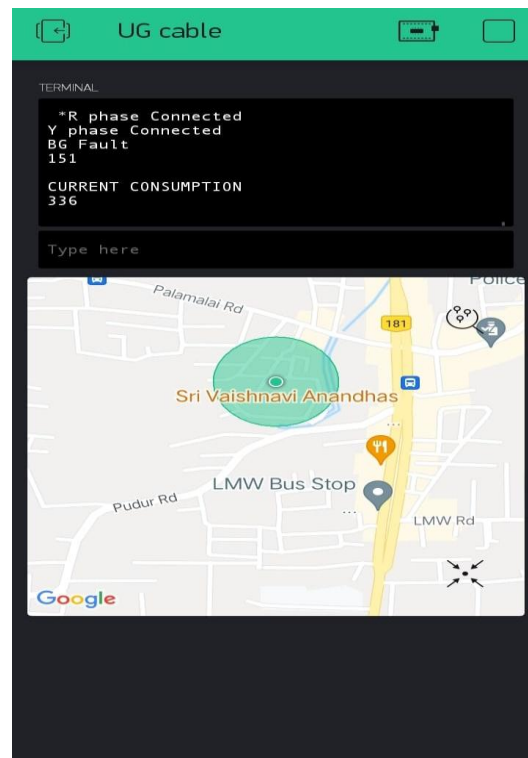 UG cable
TERMINAL
*R phase Connected
Y phase Connected
BG Fault
151
CURRENT CONSUMPTION
336
Type here
Palamalai Rd
Police
181
Sri Vaishnavi Anandhas
...
LMW Bus Stop
...
Pudur Rd
LMW Rd
Google